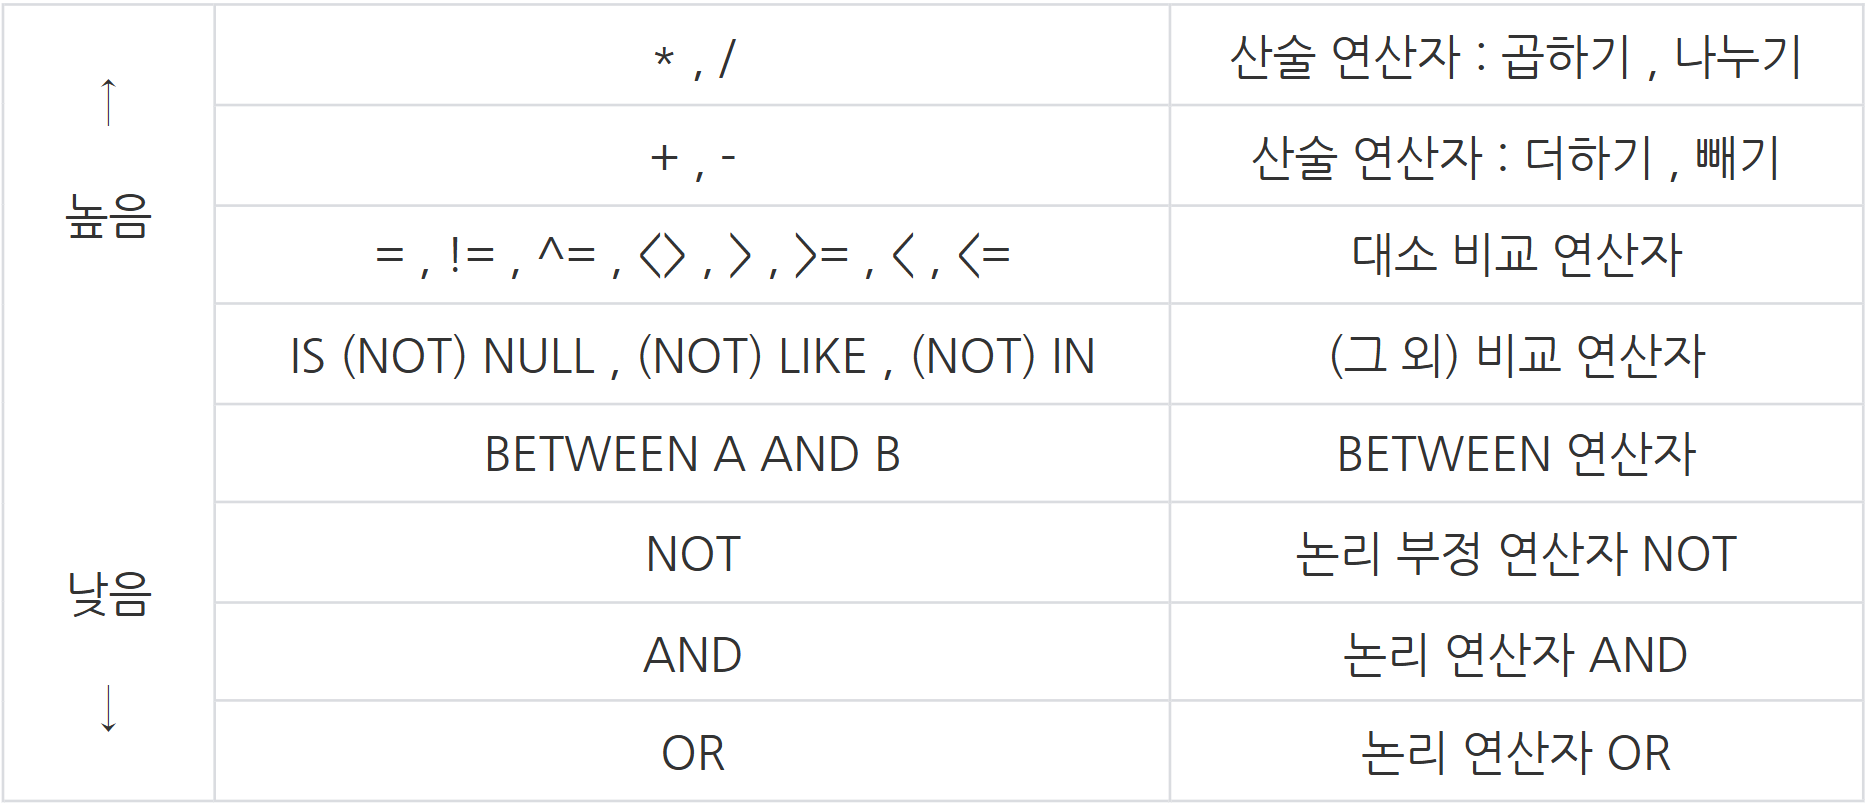 ↑
높음
낮음
↓
* , / 산술 연산자 : 곱하기 , 나누기
+ , - 산술 연산자 : 더하기 , 빼기
= , != , ^= , <> , > , >= , < , <= 대소 비교 연산자
IS (NOT) NULL , (NOT) LIKE , (NOT) IN (그 외) 비교 연산자
BETWEEN A AND B BETWEEN 연산자
NOT 논리 부정 연산자 NOT
AND 논리 연산자 AND
OR 논리 연산자 OR